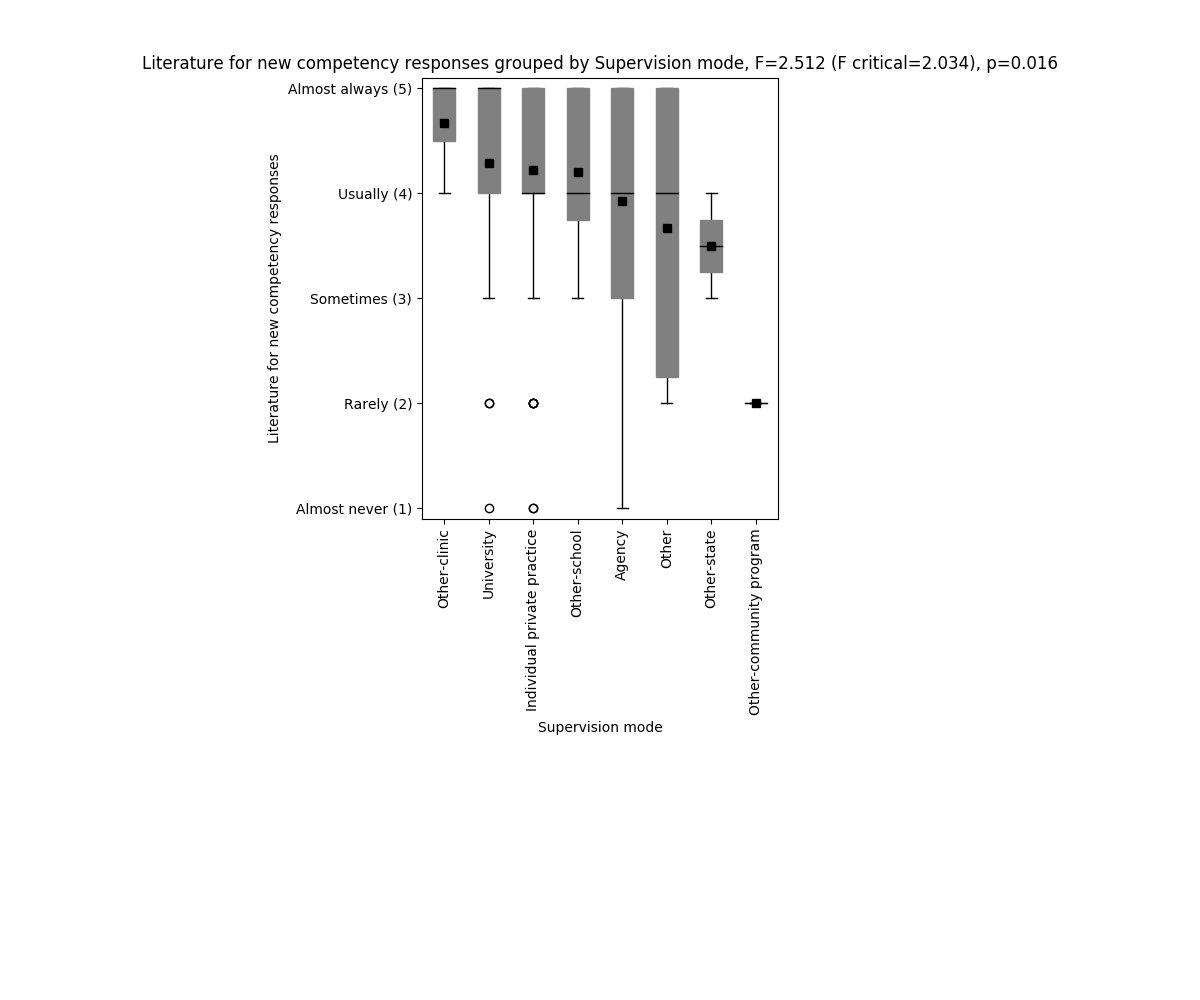 Literature for new competency responses grouped by Supervision mode, F=2.512 (F critical=2.034), p=0.016
Literature for new competency responses
Almost always (5)
Usually (4)
Sometimes (3)
Rarely (2)
Almost never (1)
Other-clinic
University
Individual private practice
Other-school
Agency
Other
Other-state
Other-community program
Supervision mode